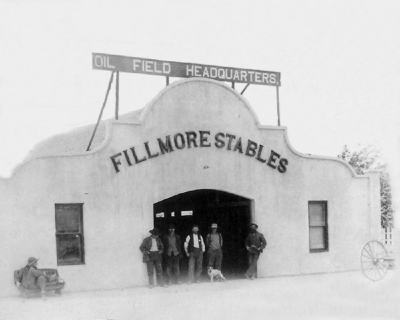 OIL FIELD HEADQUARTERS.
FILLMORE STABLES